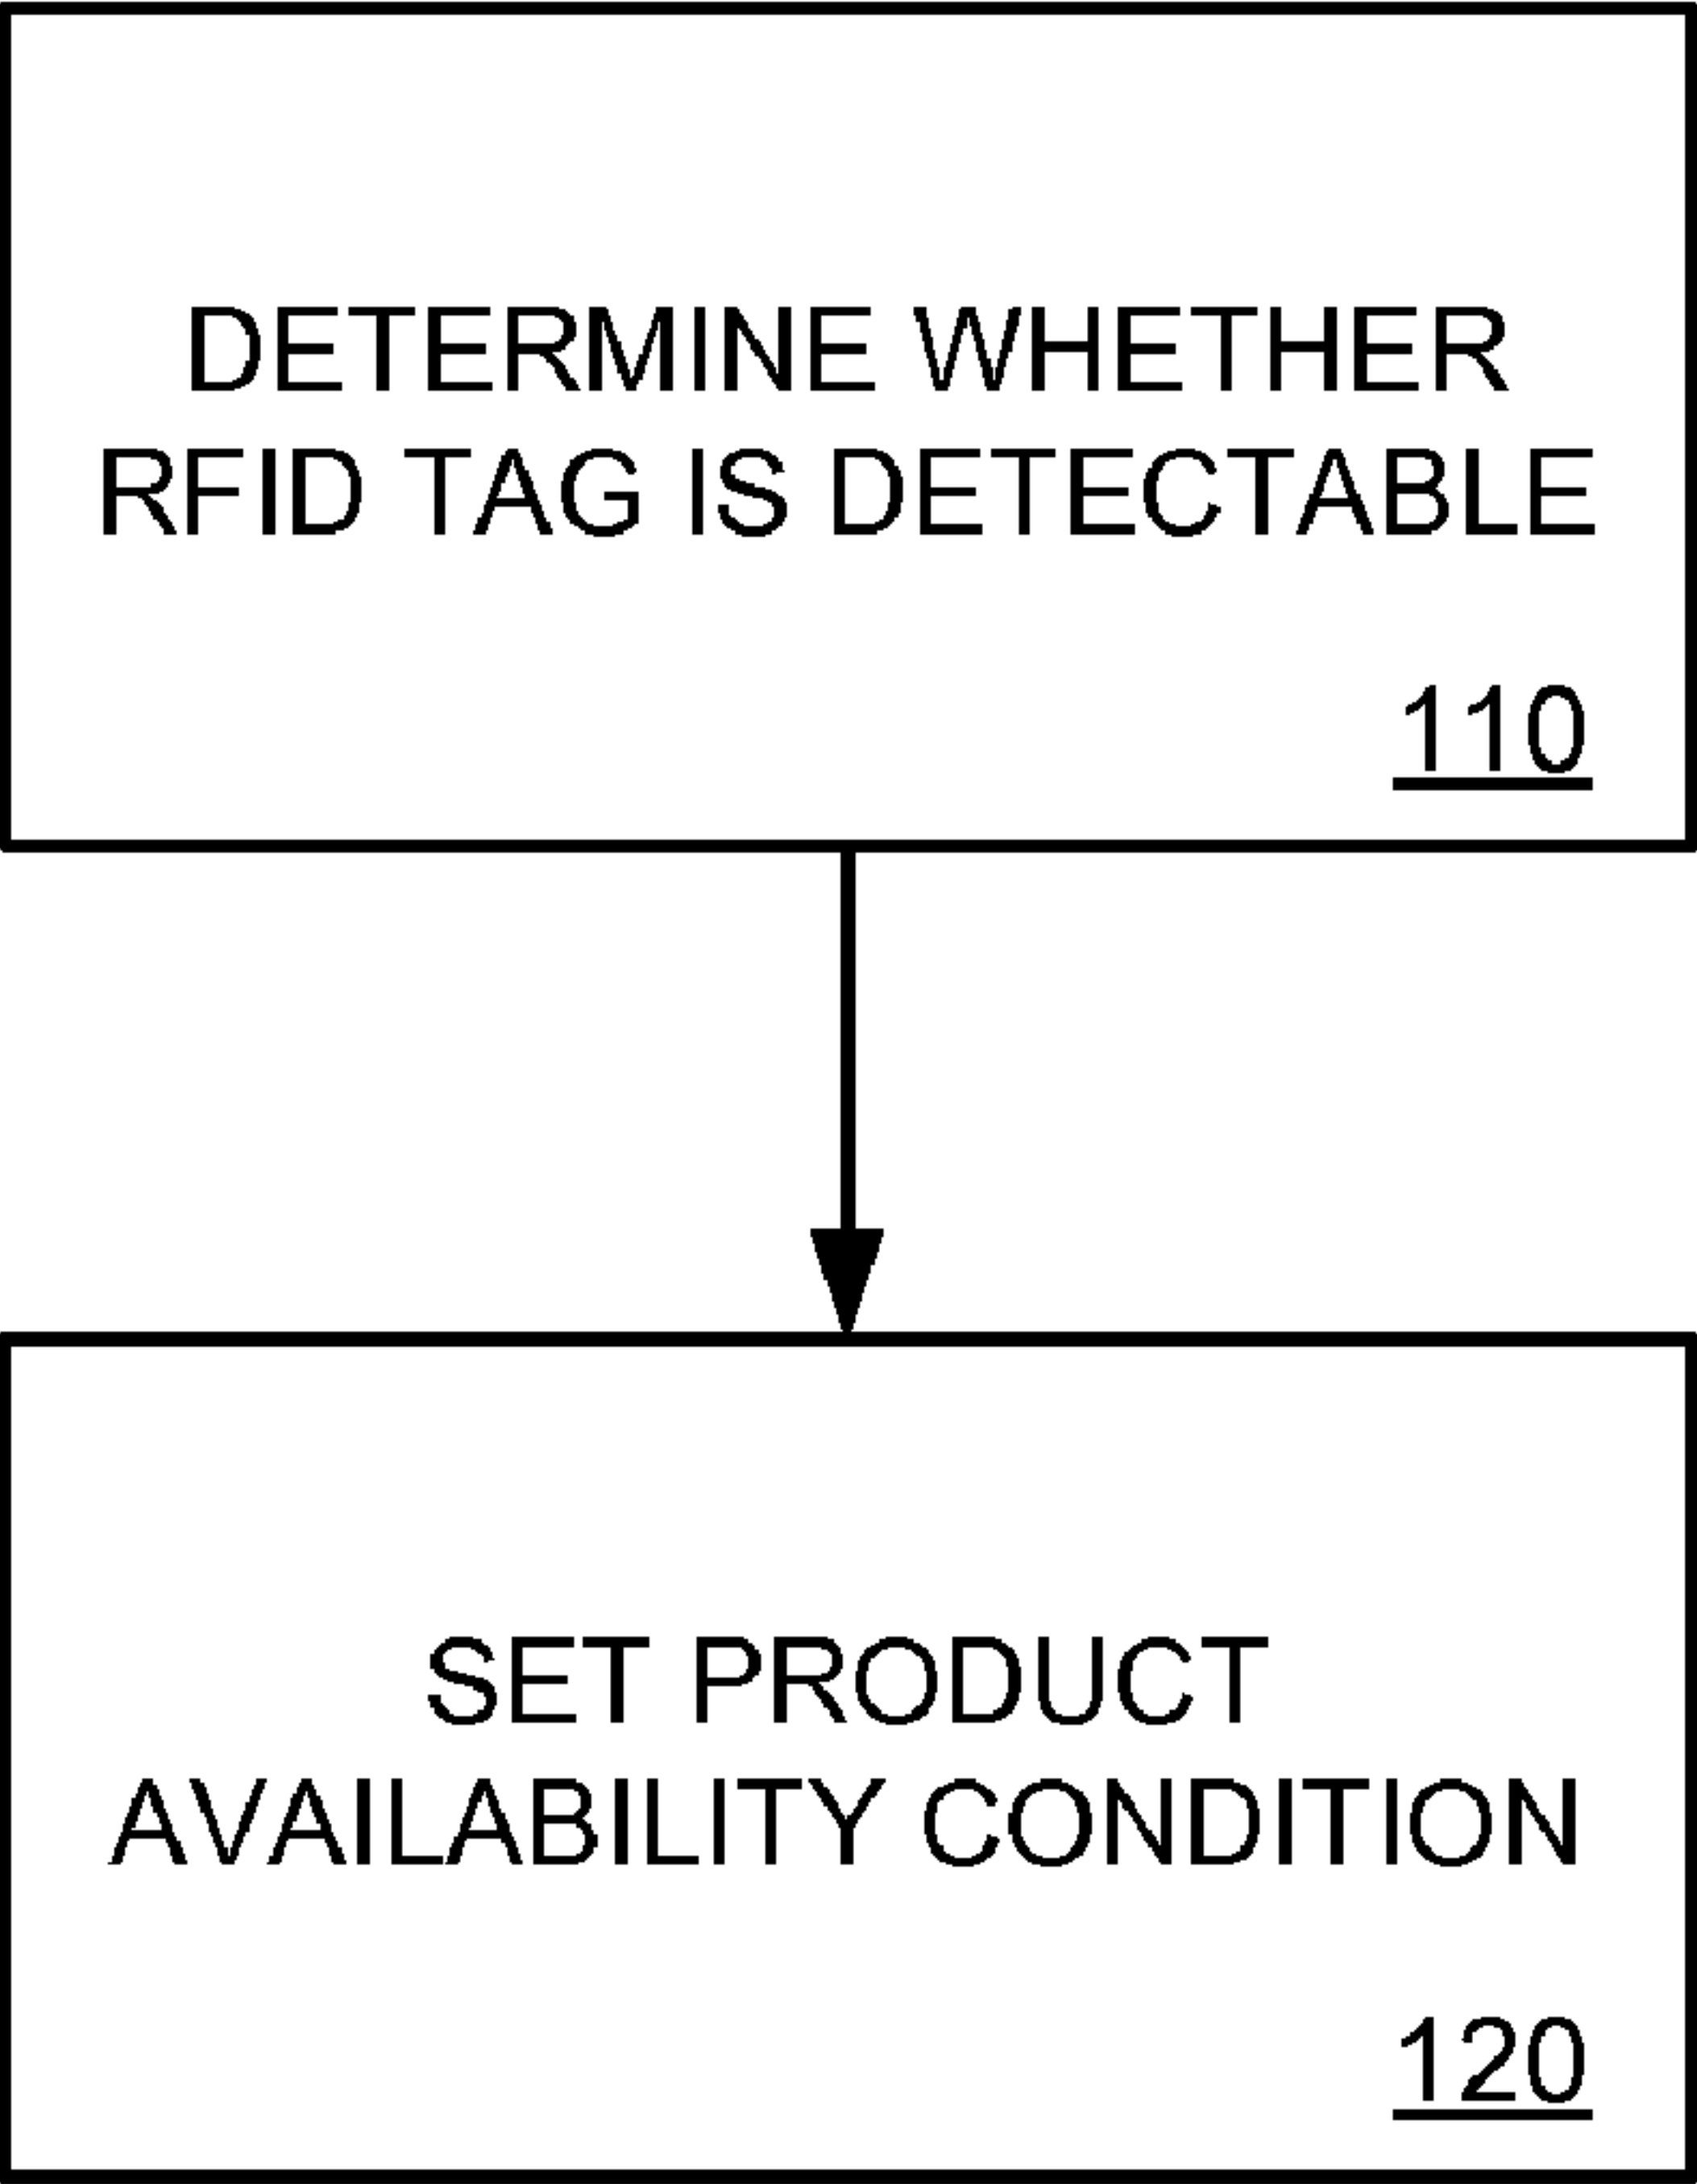 DETERMINE WHETHER
RFID TAG IS DETECTABLE
110
SET PRODUCT
AVAILABILITY CONDITION
120